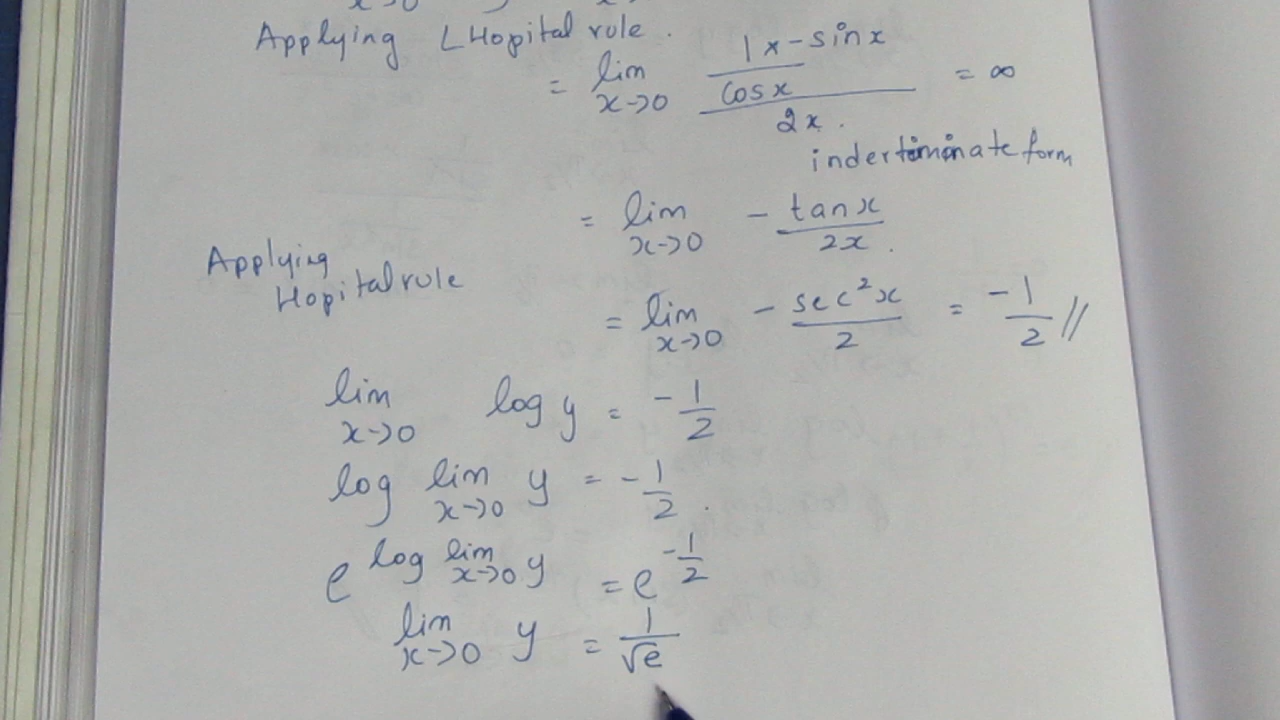 x→0
Applying LHopital rule.
= lim x→0 1 x - sin x / cos x / 2x. = ∞
indertiminate form
= lim x→0 - tan x / 2x.
Applying
Hopital rule
= lim x→0 - sec²x / 2 = -1/2 //
lim x→0 log y = - 1/2
log lim x→0 y = - 1/2.
e^{log lim x→0 y} = e^{-1/2}
lim x→0 y = 1/√e